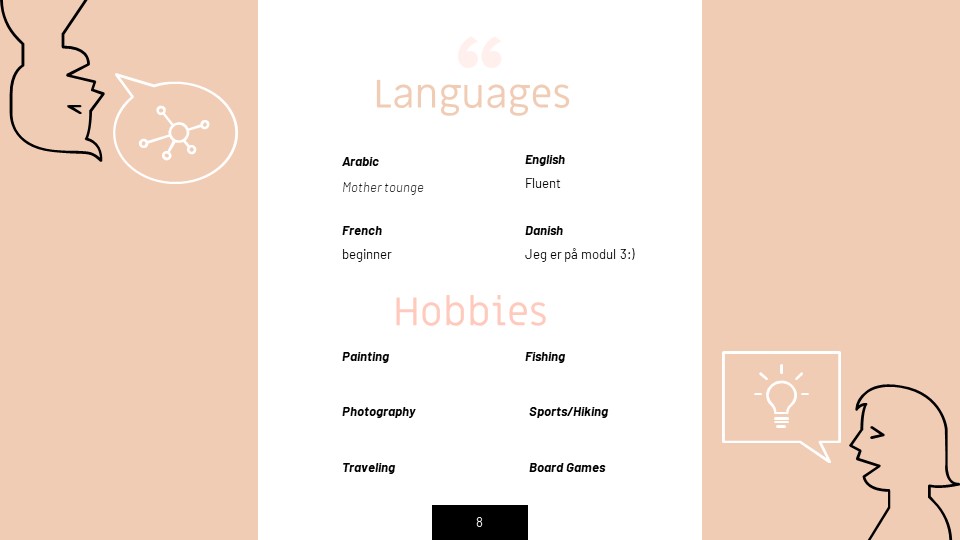 Languages
Arabic
Mother tounge
English
Fluent
French
beginner
Danish
Jeg er på modul 3:)
Hobbies
Painting
Fishing
Photography
Sports/Hiking
Traveling
Board Games
8